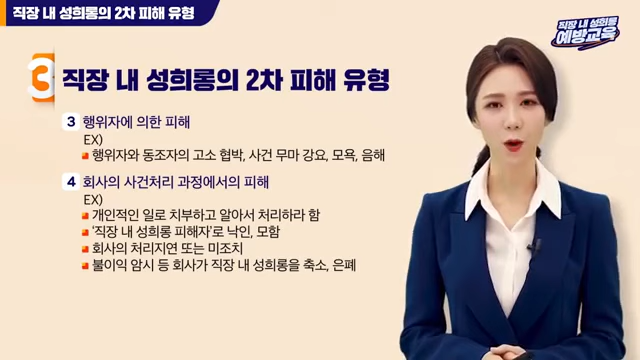 직장 내 성희롱의 2차 피해 유형
직장 내 성희롱
예방교육
3 직장 내 성희롱의 2차 피해 유형
3 행위자에 의한 피해
EX)
행위자와 동조자의 고소 협박, 사건 무마 강요, 모욕, 음해
4 회사의 사건처리 과정에서의 피해
EX)
개인적인 일로 치부하고 알아서 처리하라 함
'직장 내 성희롱 피해자'로 낙인, 모함
회사의 처리지연 또는 미조치
불이익 암시 등 회사가 직장 내 성희롱을 축소, 은폐